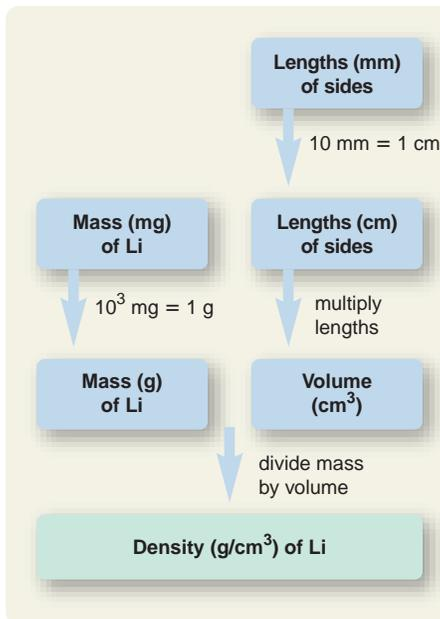 Lengths (mm)
of sides
10 mm = 1 cm
Mass (mg)
of Li
Lengths (cm)
of sides
10³ mg = 1 g
multiply
lengths
Mass (g)
of Li
Volume
(cm³)
divide mass
by volume
Density (g/cm³) of Li